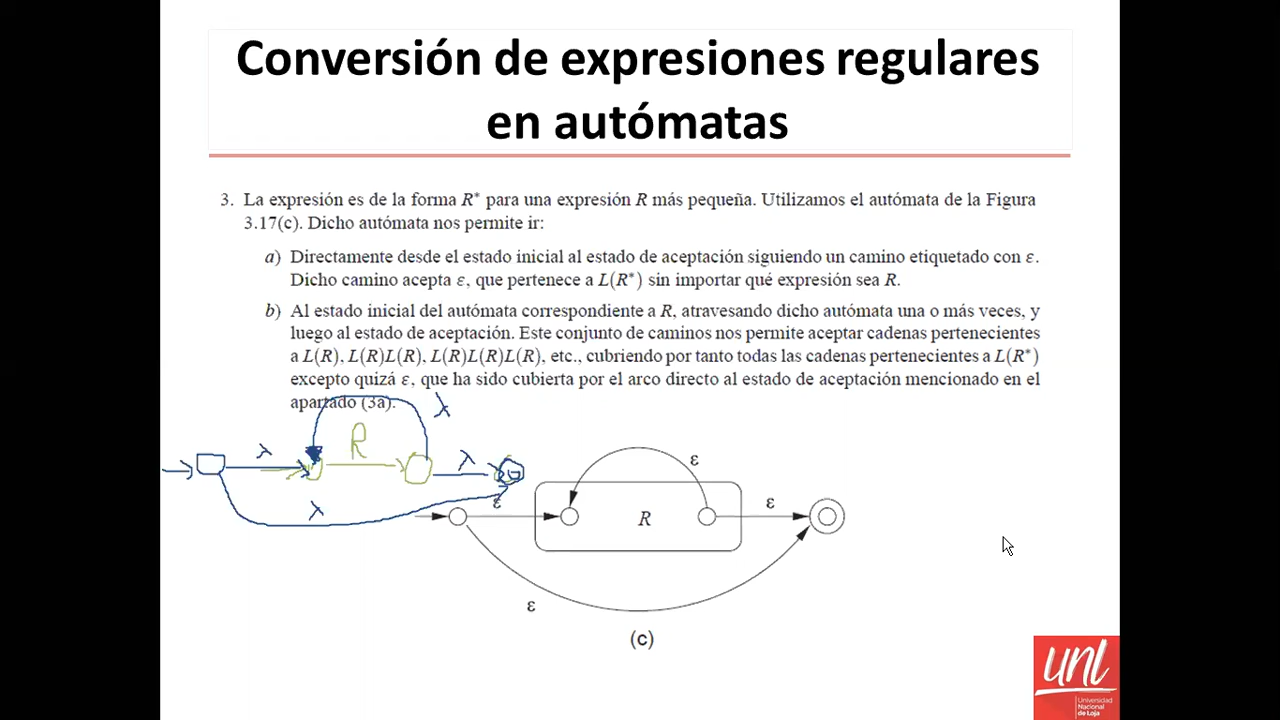 Conversión de expresiones regulares
en autómatas
3. La expresión es de la forma R* para una expresión R más pequeña. Utilizamos el autómata de la Figura
3.17(c). Dicho autómata nos permite ir:
a) Directamente desde el estado inicial al estado de aceptación siguiendo un camino etiquetado con ε.
Dicho camino acepta ε, que pertenece a L(R*) sin importar qué expresión sea R.
b) Al estado inicial del autómata correspondiente a R, atravesando dicho autómata una o más veces, y
luego al estado de aceptación. Este conjunto de caminos nos permite aceptar cadenas pertenecientes
a L(R), L(R)L(R), L(R)L(R)L(R), etc., cubriendo por tanto todas las cadenas pertenecientes a L(R*)
excepto quizá ε, que ha sido cubierta por el arco directo al estado de aceptación mencionado en el
apartado (3a).
λ
λ
R
λ
λ
ε
ε
R
ε
ε
(c)
unl
Universidad
Nacional
de Loja